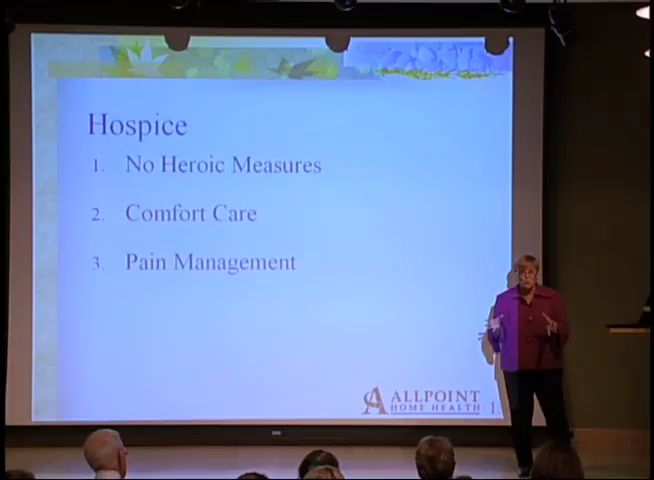 Hospice
1. No Heroic Measures
2. Comfort Care
3. Pain Management
A ALLPOINT
HOME HEALTH